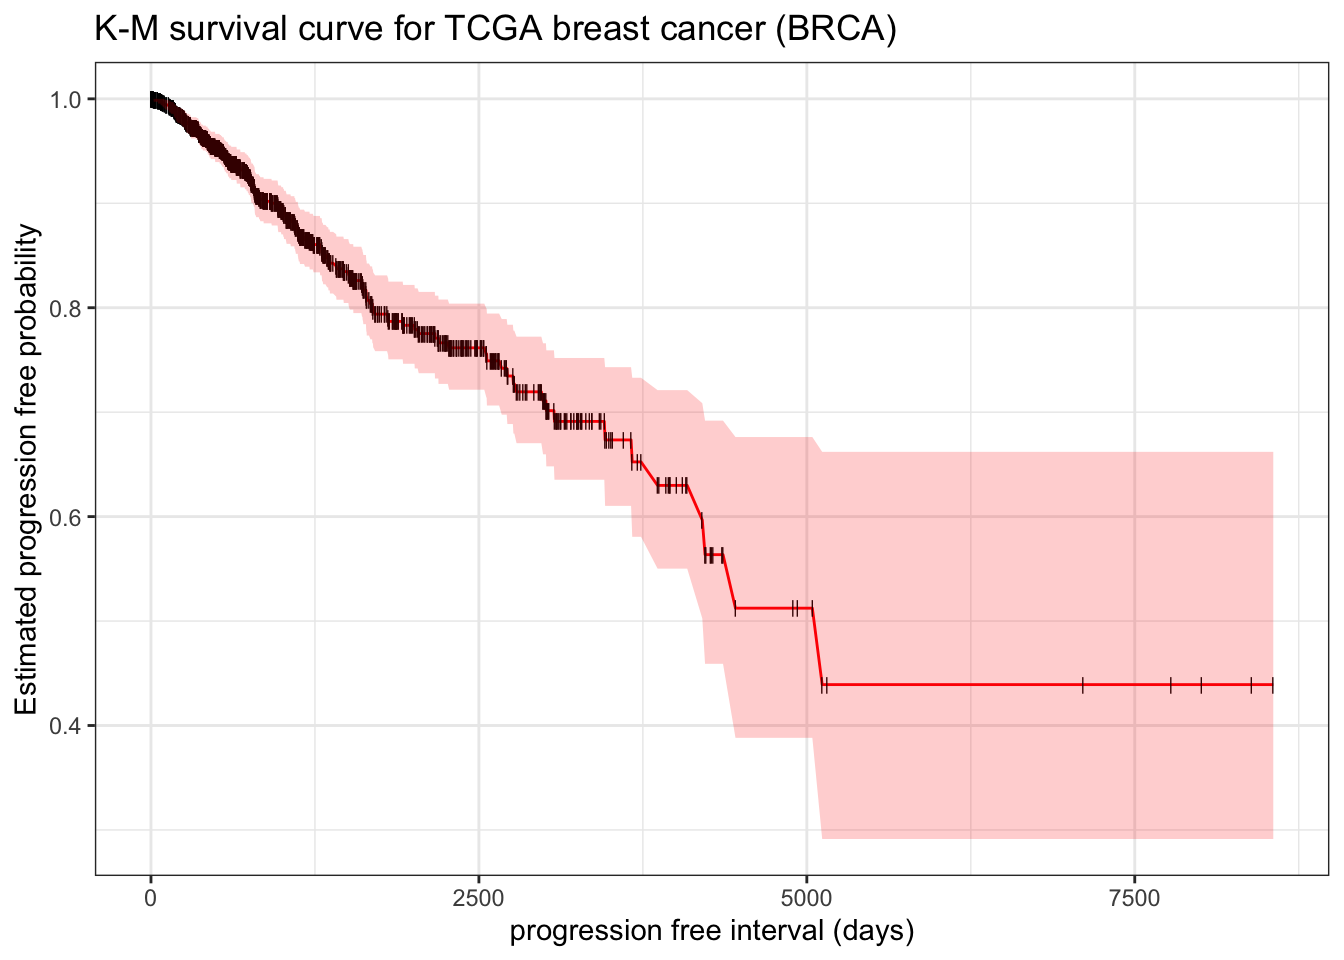 K-M survival curve for TCGA breast cancer (BRCA)
Estimated progression free probability
1.0
0.8
0.6
0.4
0
2500
5000
7500
progression free interval (days)